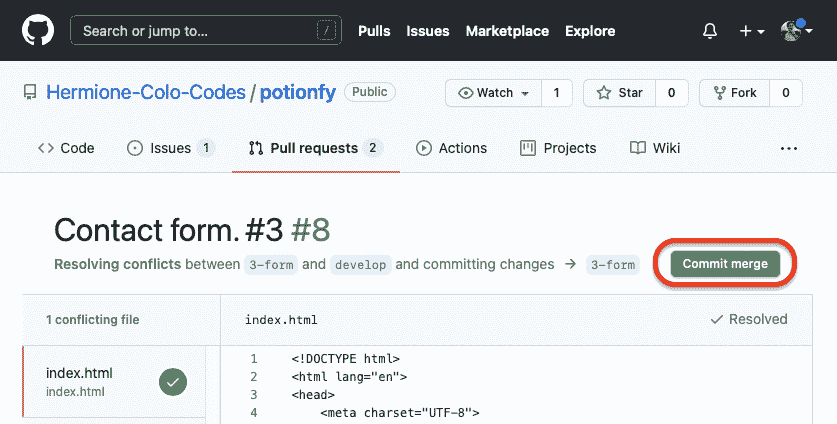 Search or jump to... / Pulls Issues Marketplace Explore
Hermione-Colo-Codes / potionfy Public Watch 1 Star 0 Fork 0
Code Issues 1 Pull requests 2 Actions Projects Wiki ...
Contact form. #3 #8
Resolving conflicts between 3-form and develop and committing changes → 3-form Commit merge
1 conflicting file index.html Resolved
index.html
index.html
1 <!DOCTYPE html>
2 <html lang="en">
3 <head>
4 <meta charset="UTF-8">